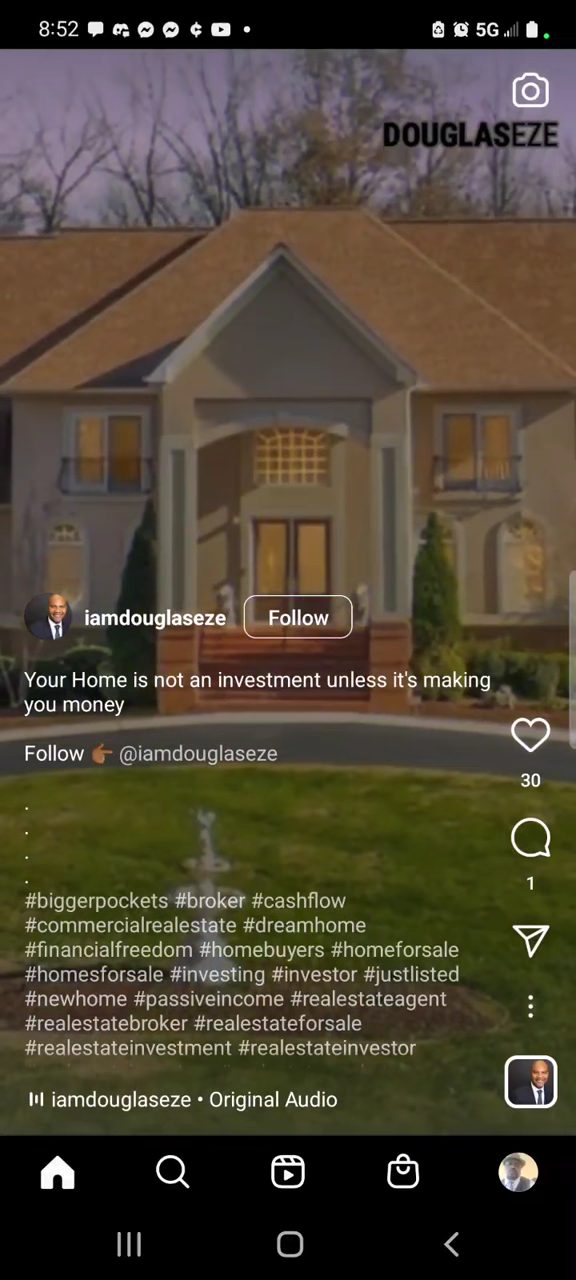 8:52
5G
DOUGLASEZE
iamdouglaseze
Follow
Your Home is not an investment unless it's making
you money
Follow 👉🏾 @iamdouglaseze
.
.
.
.
#biggerpockets #broker #cashflow
#commercialrealestate #dreamhome
#financialfreedom #homebuyers #homeforsale
#homesforsale #investing #investor #justlisted
#newhome #passiveincome #realestateagent
#realestatebroker #realestateforsale
#realestateinvestment #realestateinvestor
30
1
iamdouglaseze • Original Audio